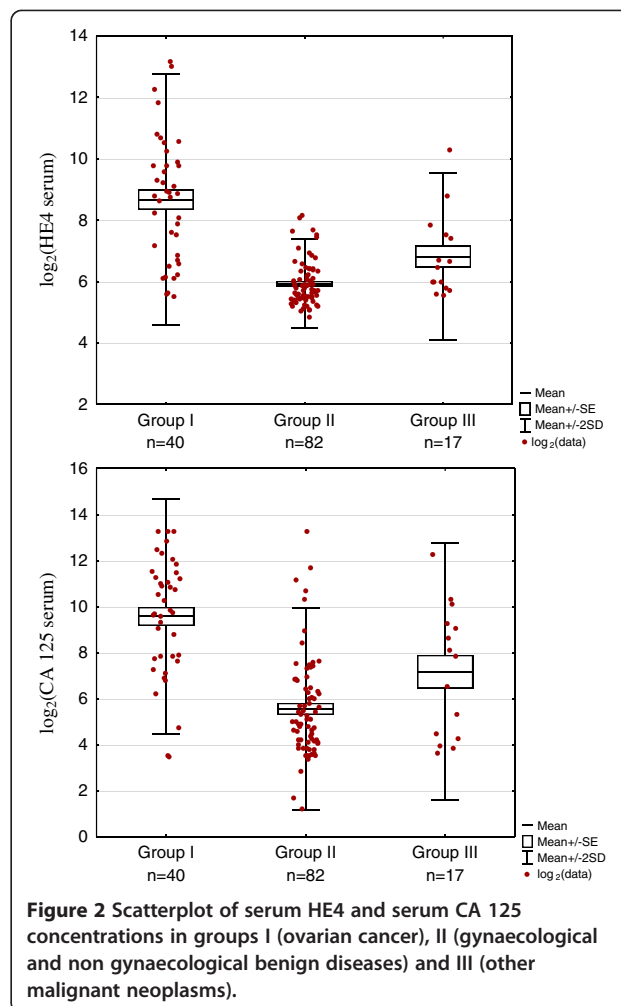 14
12
10
8
6
4
2
log₂(HE4 serum)
Group I
n=40
Group II
n=82
Group III
n=17
Mean
Mean+/-SE
Mean+/-2SD
log₂(data)
16
14
12
10
8
6
4
2
0
log₂(CA 125 serum)
Group I
n=40
Group II
n=82
Group III
n=17
Mean
Mean+/-SE
Mean+/-2SD
log₂(data)
Figure 2 Scatterplot of serum HE4 and serum CA 125
concentrations in groups I (ovarian cancer), II (gynaecological
and non gynaecological benign diseases) and III (other
malignant neoplasms).